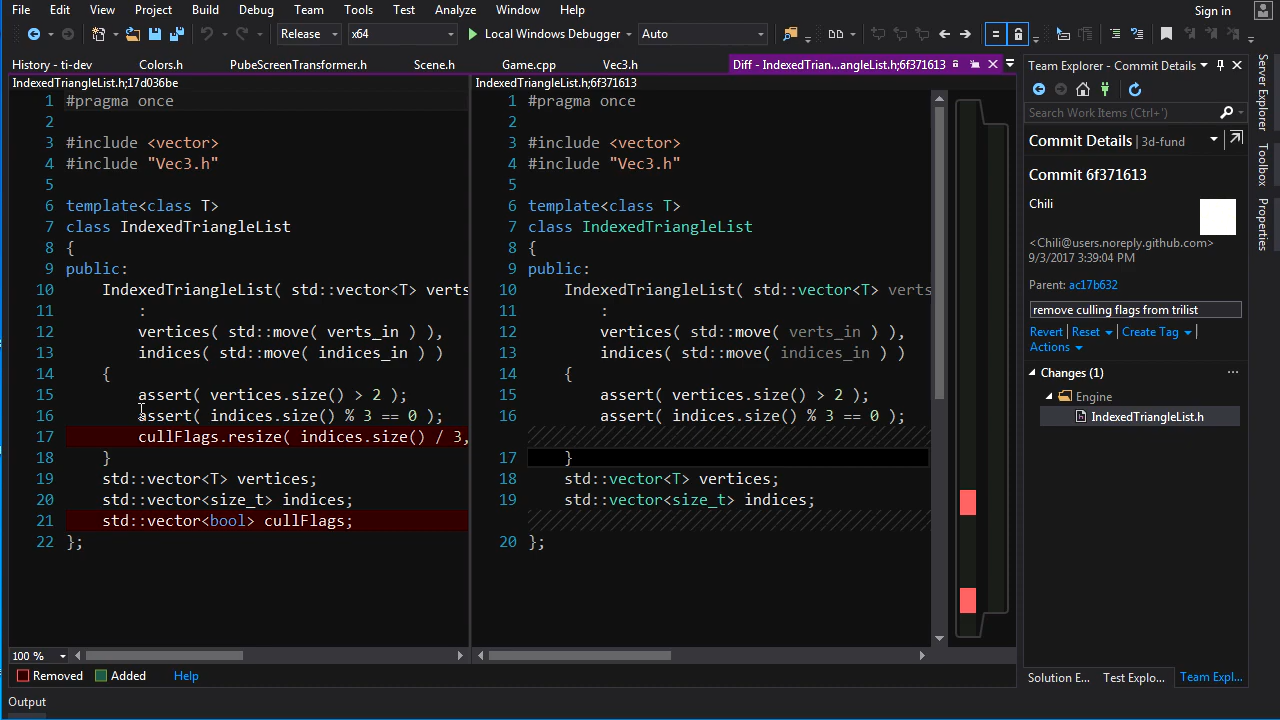 File Edit View Project Build Debug Team Tools Test Analyze Window Help Sign in
Release x64 Local Windows Debugger Auto
History - ti-dev Colors.h PubeScreenTransformer.h Scene.h Game.cpp Vec3.h Diff - IndexedTrian...angleList.h;6f371613
IndexedTriangleList.h;17d036be
1 #pragma once
2
3 #include <vector>
4 #include "Vec3.h"
5
6 template<class T>
7 class IndexedTriangleList
8 {
9 public:
10 IndexedTriangleList( std::vector<T> verts
11 :
12 vertices( std::move( verts_in ) ),
13 indices( std::move( indices_in ) )
14 {
15 assert( vertices.size() > 2 );
16 assert( indices.size() % 3 == 0 );
17 cullFlags.resize( indices.size() / 3,
18 }
19 std::vector<T> vertices;
20 std::vector<size_t> indices;
21 std::vector<bool> cullFlags;
22 };
IndexedTriangleList.h;6f371613
1 #pragma once
2
3 #include <vector>
4 #include "Vec3.h"
5
6 template<class T>
7 class IndexedTriangleList
8 {
9 public:
10 IndexedTriangleList( std::vector<T> verts
11 :
12 vertices( std::move( verts_in ) ),
13 indices( std::move( indices_in ) )
14 {
15 assert( vertices.size() > 2 );
16 assert( indices.size() % 3 == 0 );
17 }
18 std::vector<T> vertices;
19 std::vector<size_t> indices;
20 };
100 %
Removed Added Help
Output
Team Explorer - Commit Details
Search Work Items (Ctrl+')
Commit Details | 3d-fund
Commit 6f371613
Chili
<Chili@users.noreply.github.com>
9/3/2017 3:39:04 PM
Parent: ac17b632
remove culling flags from trilist
Revert Reset Create Tag
Actions
Changes (1) ...
Engine
IndexedTriangleList.h
Solution E... Test Explo... Team Expl...
Server Explorer
Toolbox
Properties